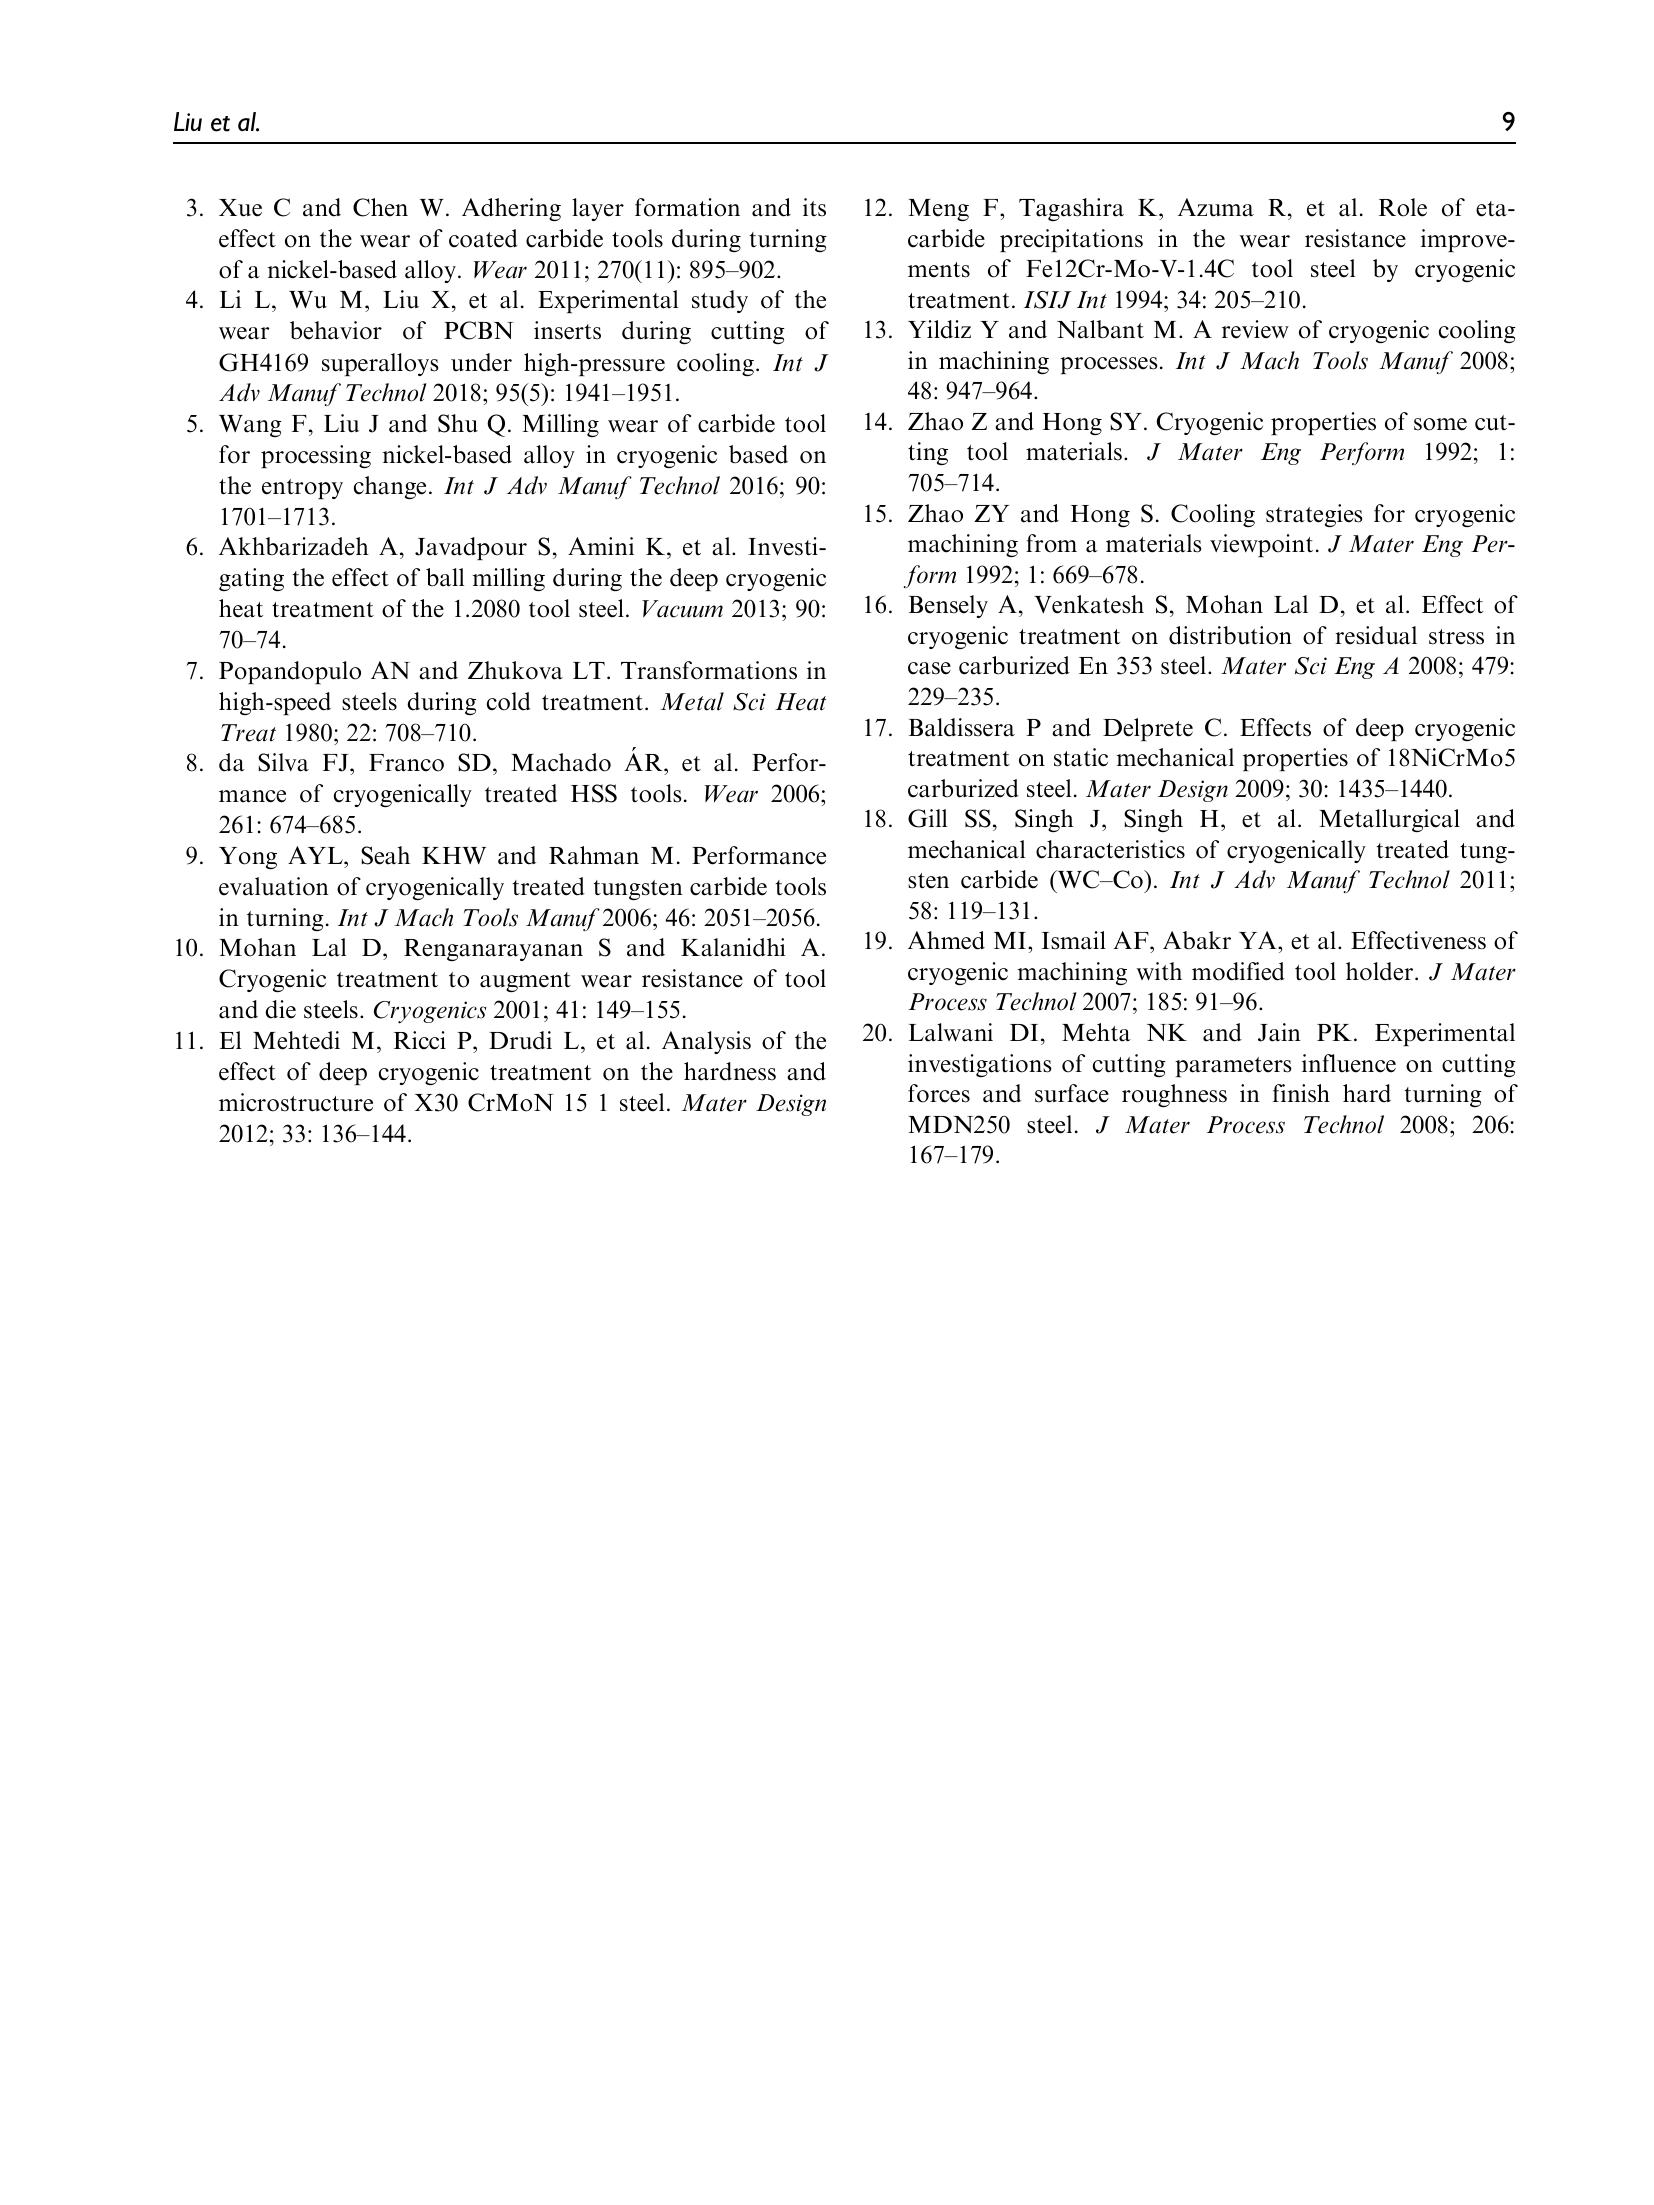 Liu et al.
9
3. Xue C and Chen W. Adhering layer formation and its
effect on the wear of coated carbide tools during turning
of a nickel-based alloy. Wear 2011; 270(11): 895–902.
4. Li L, Wu M, Liu X, et al. Experimental study of the
wear behavior of PCBN inserts during cutting of
GH4169 superalloys under high-pressure cooling. Int J
Adv Manuf Technol 2018; 95(5): 1941–1951.
5. Wang F, Liu J and Shu Q. Milling wear of carbide tool
for processing nickel-based alloy in cryogenic based on
the entropy change. Int J Adv Manuf Technol 2016; 90:
1701–1713.
6. Akhbarizadeh A, Javadpour S, Amini K, et al. Investi-
gating the effect of ball milling during the deep cryogenic
heat treatment of the 1.2080 tool steel. Vacuum 2013; 90:
70–74.
7. Popandopulo AN and Zhukova LT. Transformations in
high-speed steels during cold treatment. Metal Sci Heat
Treat 1980; 22: 708–710.
8. da Silva FJ, Franco SD, Machado ÁR, et al. Perfor-
mance of cryogenically treated HSS tools. Wear 2006;
261: 674–685.
9. Yong AYL, Seah KHW and Rahman M. Performance
evaluation of cryogenically treated tungsten carbide tools
in turning. Int J Mach Tools Manuf 2006; 46: 2051–2056.
10. Mohan Lal D, Renganarayanan S and Kalanidhi A.
Cryogenic treatment to augment wear resistance of tool
and die steels. Cryogenics 2001; 41: 149–155.
11. El Mehtedi M, Ricci P, Drudi L, et al. Analysis of the
effect of deep cryogenic treatment on the hardness and
microstructure of X30 CrMoN 15 1 steel. Mater Design
2012; 33: 136–144.
12. Meng F, Tagashira K, Azuma R, et al. Role of eta-
carbide precipitations in the wear resistance improve-
ments of Fe12Cr-Mo-V-1.4C tool steel by cryogenic
treatment. ISIJ Int 1994; 34: 205–210.
13. Yildiz Y and Nalbant M. A review of cryogenic cooling
in machining processes. Int J Mach Tools Manuf 2008;
48: 947–964.
14. Zhao Z and Hong SY. Cryogenic properties of some cut-
ting tool materials. J Mater Eng Perform 1992; 1:
705–714.
15. Zhao ZY and Hong S. Cooling strategies for cryogenic
machining from a materials viewpoint. J Mater Eng Per-
form 1992; 1: 669–678.
16. Bensely A, Venkatesh S, Mohan Lal D, et al. Effect of
cryogenic treatment on distribution of residual stress in
case carburized En 353 steel. Mater Sci Eng A 2008; 479:
229–235.
17. Baldissera P and Delprete C. Effects of deep cryogenic
treatment on static mechanical properties of 18NiCrMo5
carburized steel. Mater Design 2009; 30: 1435–1440.
18. Gill SS, Singh J, Singh H, et al. Metallurgical and
mechanical characteristics of cryogenically treated tung-
sten carbide (WC–Co). Int J Adv Manuf Technol 2011;
58: 119–131.
19. Ahmed MI, Ismail AF, Abakr YA, et al. Effectiveness of
cryogenic machining with modified tool holder. J Mater
Process Technol 2007; 185: 91–96.
20. Lalwani DI, Mehta NK and Jain PK. Experimental
investigations of cutting parameters influence on cutting
forces and surface roughness in finish hard turning of
MDN250 steel. J Mater Process Technol 2008; 206:
167–179.